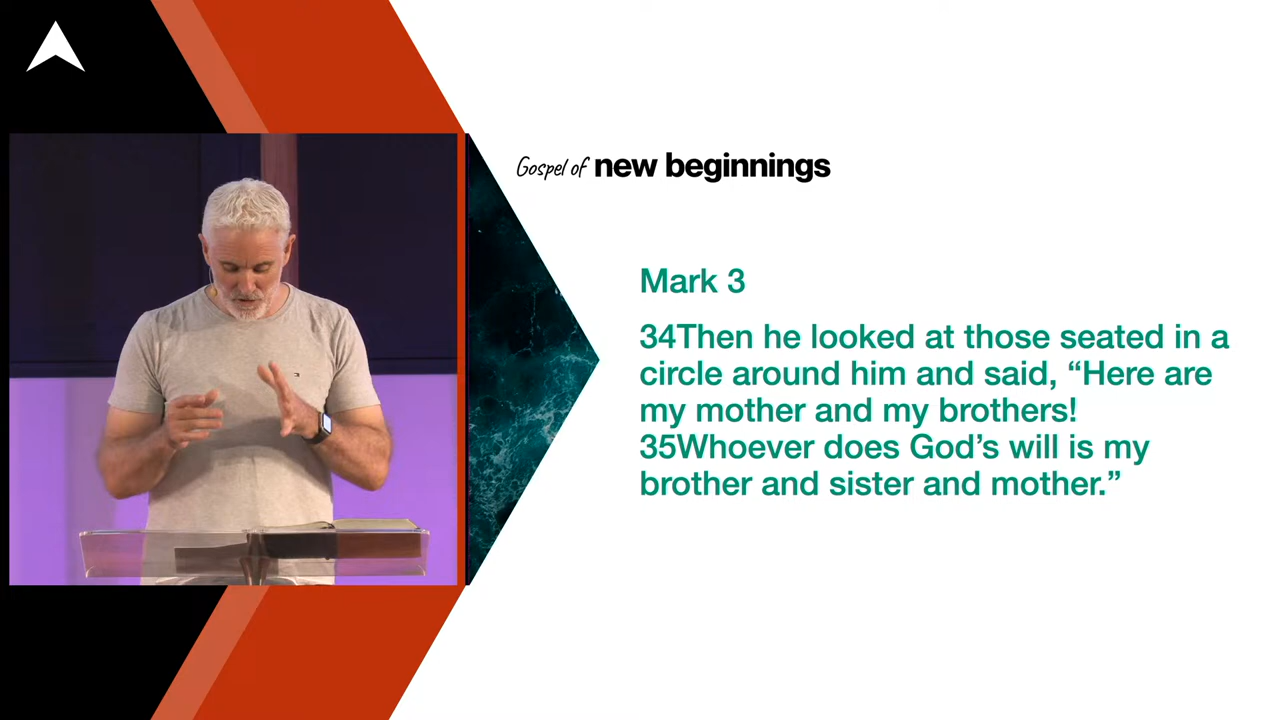 Gospel of new beginnings
Mark 3
34Then he looked at those seated in a
circle around him and said, “Here are
my mother and my brothers!
35Whoever does God’s will is my
brother and sister and mother.”